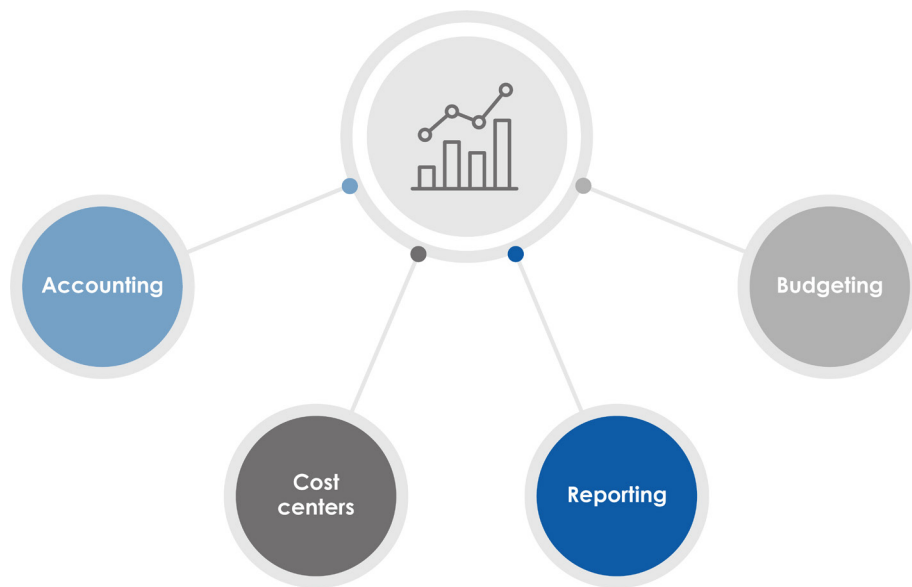 Accounting
Budgeting
Cost
centers
Reporting